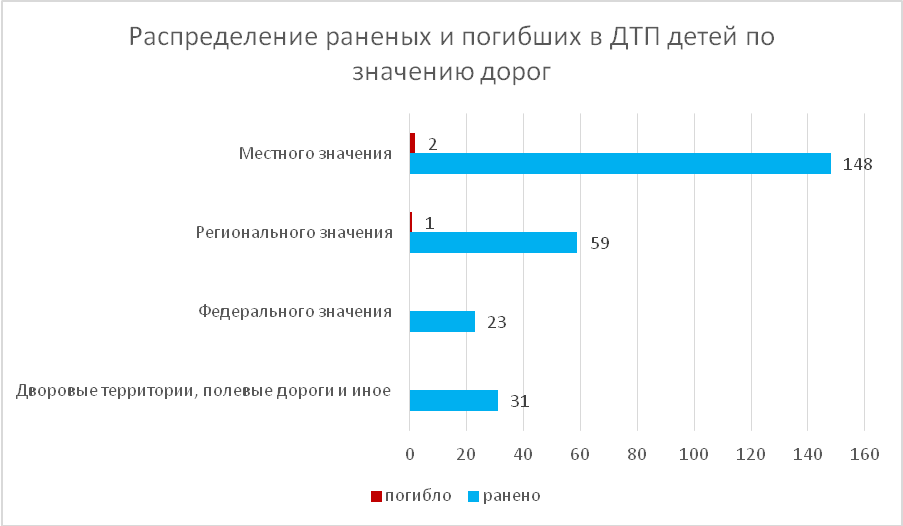 Распределение раненых и погибших в ДТП детей по
значению дорог
Местного значения
2
148
Регионального значения
1
59
Федерального значения
23
Дворовые территории, полевые дороги и иное
31
0 20 40 60 80 100 120 140 160
погибло ранено